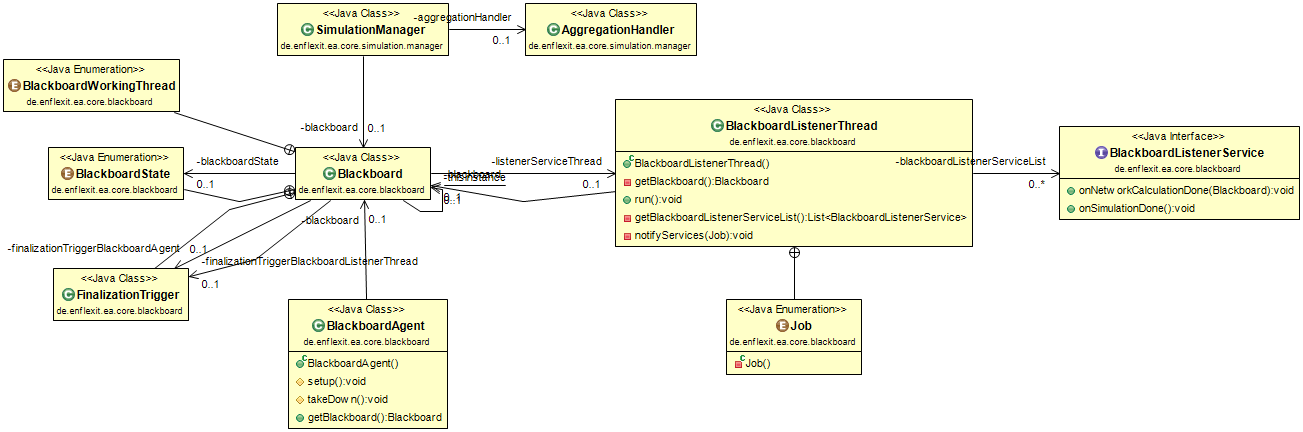 <<Java Class>>
SimulationManager
de.enflexit.ea.core.simulation.manager
-aggregationHandler
0..1
<<Java Class>>
AggregationHandler
de.enflexit.ea.core.simulation.manager
<<Java Enumeration>>
BlackboardWorkingThread
de.enflexit.ea.core.blackboard
-blackboard
0..1
<<Java Enumeration>>
BlackboardState
de.enflexit.ea.core.blackboard
-blackboardState
0..1
<<Java Class>>
Blackboard
de.enflexit.ea.core.blackboard
-listenerServiceThread
0..1
-blackboard
-thisInstance
0..1
0..1
<<Java Class>>
BlackboardListenerThread
de.enflexit.ea.core.blackboard
BlackboardListenerThread()
getBlackboard():Blackboard
run():void
getBlackboardListenerServiceList():List<BlackboardListenerService>
notifyServices(Job):void
-blackboardListenerServiceList
0..*
<<Java Interface>>
BlackboardListenerService
de.enflexit.ea.core.blackboard
onNetworkCalculationDone(Blackboard):void
onSimulationDone():void
-blackboard
0..1
-finalizationTriggerBlackboardAgent
0..1
-finalizationTriggerBlackboardListenerThread
0..1
<<Java Class>>
FinalizationTrigger
de.enflexit.ea.core.blackboard
<<Java Class>>
BlackboardAgent
de.enflexit.ea.core.blackboard
BlackboardAgent()
setup():void
takeDown():void
getBlackboard():Blackboard
<<Java Enumeration>>
Job
de.enflexit.ea.core.blackboard
Job()